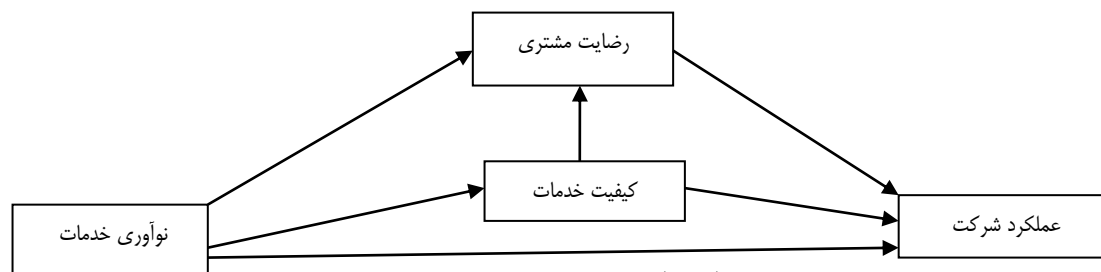 رضایت مشتری
کیفیت خدمات
عملکرد شرکت
نوآوری خدمات